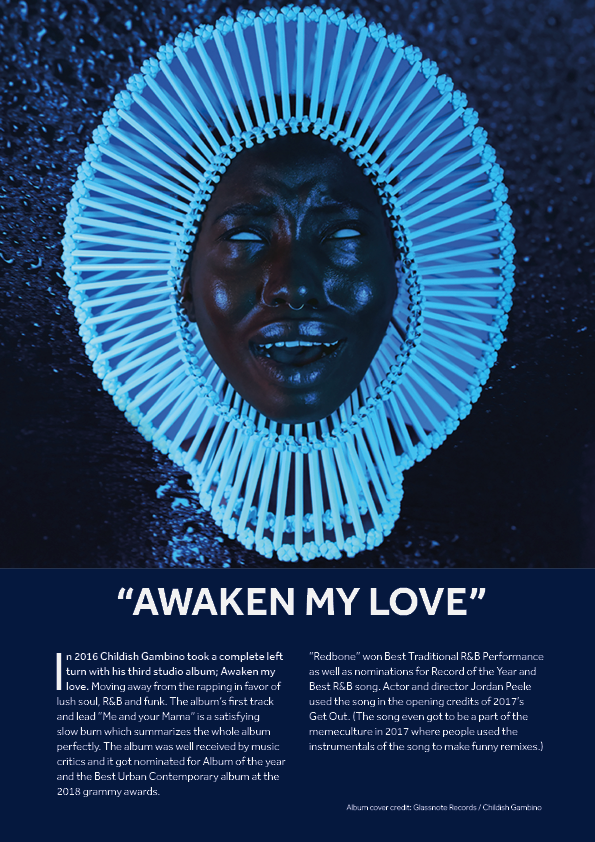 “AWAKEN MY LOVE”
In 2016 Childish Gambino took a complete left
turn with his third studio album; Awaken my
love. Moving away from the rapping in favor of
lush soul, R&B and funk. The album's first track
and lead “Me and your Mama” is a satisfying
slow burn which summarizes the whole album
perfectly. The album was well received by music
critics and it got nominated for Album of the year
and the Best Urban Contemporary album at the
2018 grammy awards.
“Redbone” won Best Traditional R&B Performance
as well as nominations for Record of the Year and
Best R&B song. Actor and director Jordan Peele
used the song in the opening credits of 2017's
Get Out. (The song even got to be a part of the
memeculture in 2017 where people used the
instrumentals of the song to make funny remixes.)
Album cover credit: Glassnote Records / Childish Gambino